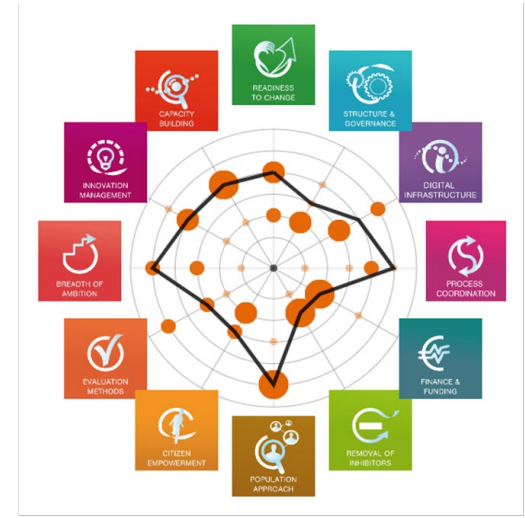 READINESS
TO CHANGE
STRUCTURE &
GOVERNANCE
DIGITAL
INFRASTRUCTURE
PROCESS
COORDINATION
FINANCE &
FUNDING
REMOVAL OF
INHIBITORS
POPULATION
APPROACH
CITIZEN
EMPOWERMENT
EVALUATION
METHODS
BREADTH OF
AMBITION
INNOVATION
MANAGEMENT
CAPACITY
BUILDING